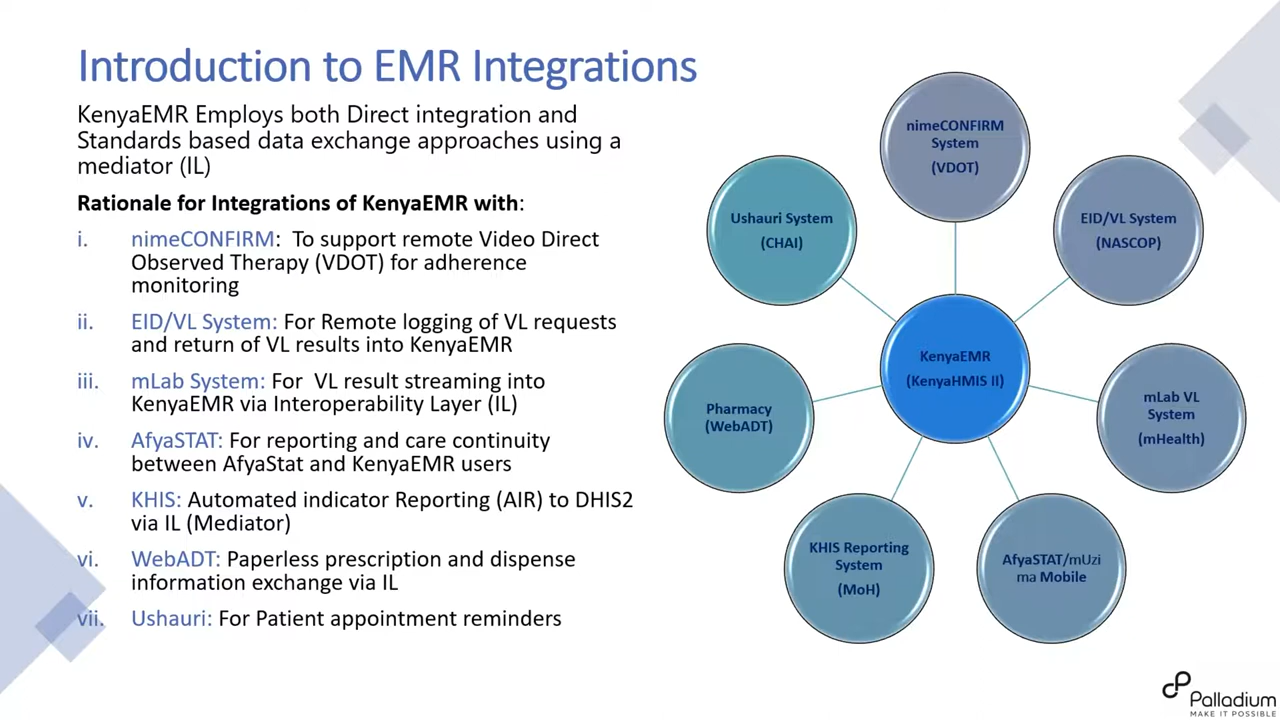 Introduction to EMR Integrations
KenyaEMR Employs both Direct integration and
Standards based data exchange approaches using a
mediator (IL)
Rationale for Integrations of KenyaEMR with:
i. nimeCONFIRM: To support remote Video Direct
Observed Therapy (VDOT) for adherence
monitoring
ii. EID/VL System: For Remote logging of VL requests
and return of VL results into KenyaEMR
iii. mLab System: For VL result streaming into
KenyaEMR via Interoperability Layer (IL)
iv. AfyaSTAT: For reporting and care continuity
between AfyaStat and KenyaEMR users
v. KHIS: Automated indicator Reporting (AIR) to DHIS2
via IL (Mediator)
vi. WebADT: Paperless prescription and dispense
information exchange via IL
vii. Ushauri: For Patient appointment reminders
nimeCONFIRM
System
(VDOT)
EID/VL System
(NASCOP)
mLab VL
System
(mHealth)
AfyaSTAT/mUzi
ma Mobile
KHIS Reporting
System
(MoH)
Pharmacy
(WebADT)
Ushauri System
(CHAI)
KenyaEMR
(KenyaHMIS II)
Palladium
MAKE IT POSSIBLE